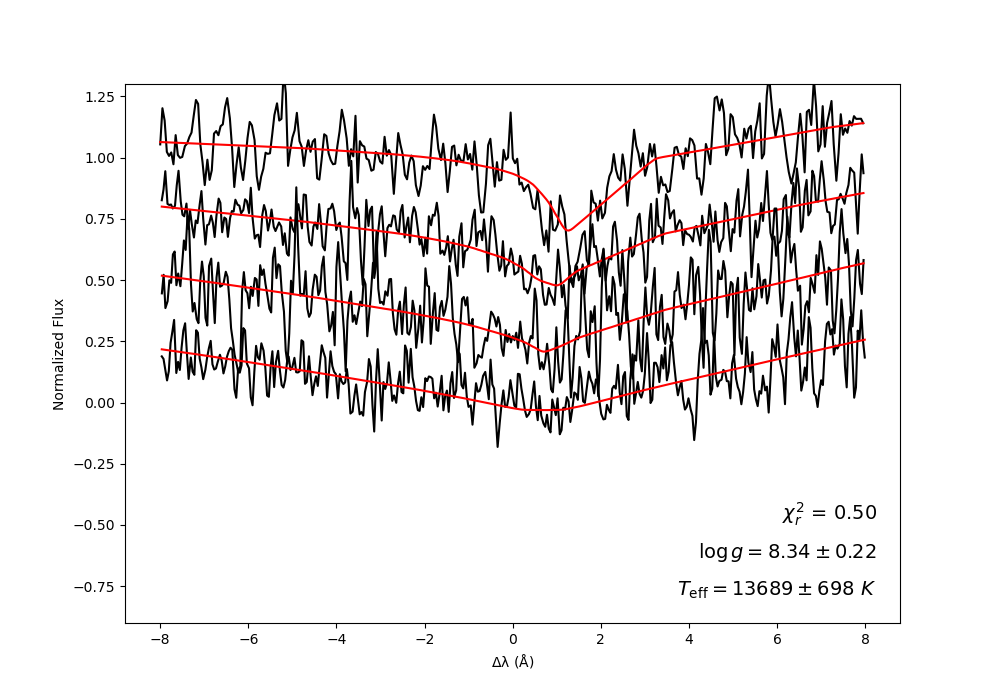 1.25
1.00
0.75
0.50
0.25
0.00
−0.25
−0.50
−0.75
Normalized Flux
χ²ᵣ = 0.50
log g = 8.34 ± 0.22
T_eff = 13689 ± 698 K
−8 −6 −4 −2 0 2 4 6 8
Δλ (Å)